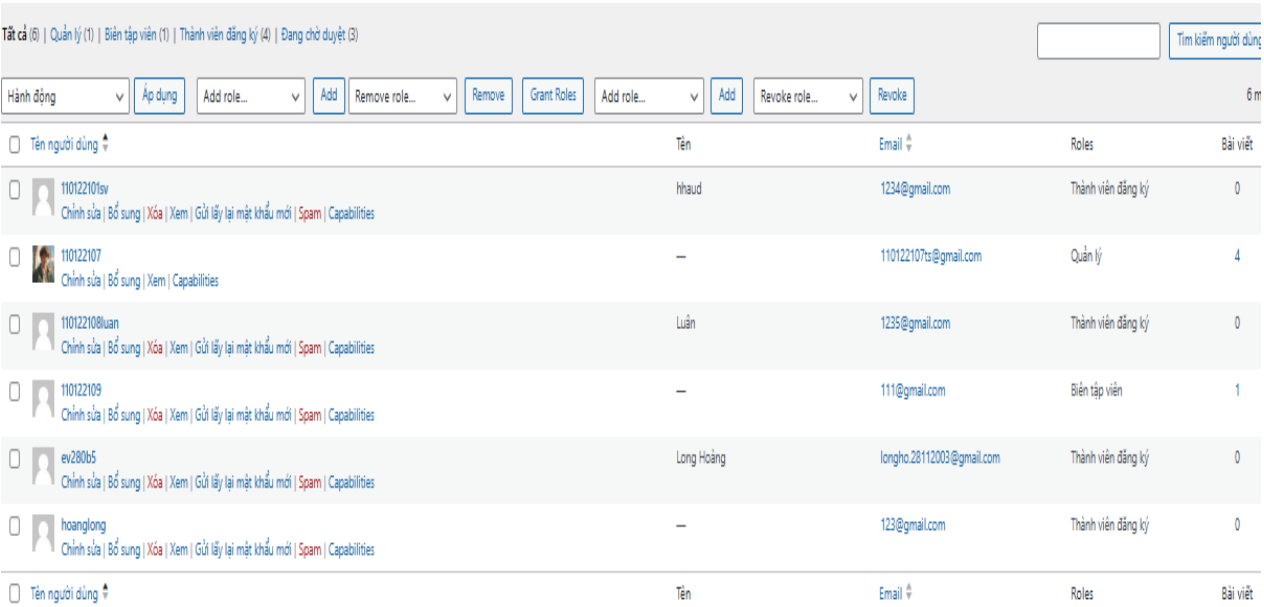 Tất cả (6) | Quản lý (1) | Biên tập viên (1) | Thành viên đăng ký (4) | Đang chờ duyệt (3)
Tìm kiếm người dùng
Hành động Áp dụng Add role... Add Remove role... Remove Grant Roles Add role... Add Revoke role... Revoke 6 m
Tên người dùng Tên Email Roles Bài viết
110122101sv hhaud 1234@gmail.com Thành viên đăng ký 0
Chỉnh sửa | Bổ sung | Xóa | Xem | Gửi lấy lại mật khẩu mới | Spam | Capabilities
110122107 — 110122107ts@gmail.com Quản lý 4
Chỉnh sửa | Bổ sung | Xem | Capabilities
110122108luan Luân 1235@gmail.com Thành viên đăng ký 0
Chỉnh sửa | Bổ sung | Xóa | Xem | Gửi lấy lại mật khẩu mới | Spam | Capabilities
110122109 — 111@gmail.com Biên tập viên 1
Chỉnh sửa | Bổ sung | Xóa | Xem | Gửi lấy lại mật khẩu mới | Spam | Capabilities
ev280b5 Long Hoàng longho.28112003@gmail.com Thành viên đăng ký 0
Chỉnh sửa | Bổ sung | Xóa | Xem | Gửi lấy lại mật khẩu mới | Spam | Capabilities
hoanglong — 123@gmail.com Thành viên đăng ký 0
Chỉnh sửa | Bổ sung | Xóa | Xem | Gửi lấy lại mật khẩu mới | Spam | Capabilities
Tên người dùng Tên Email Roles Bài viết